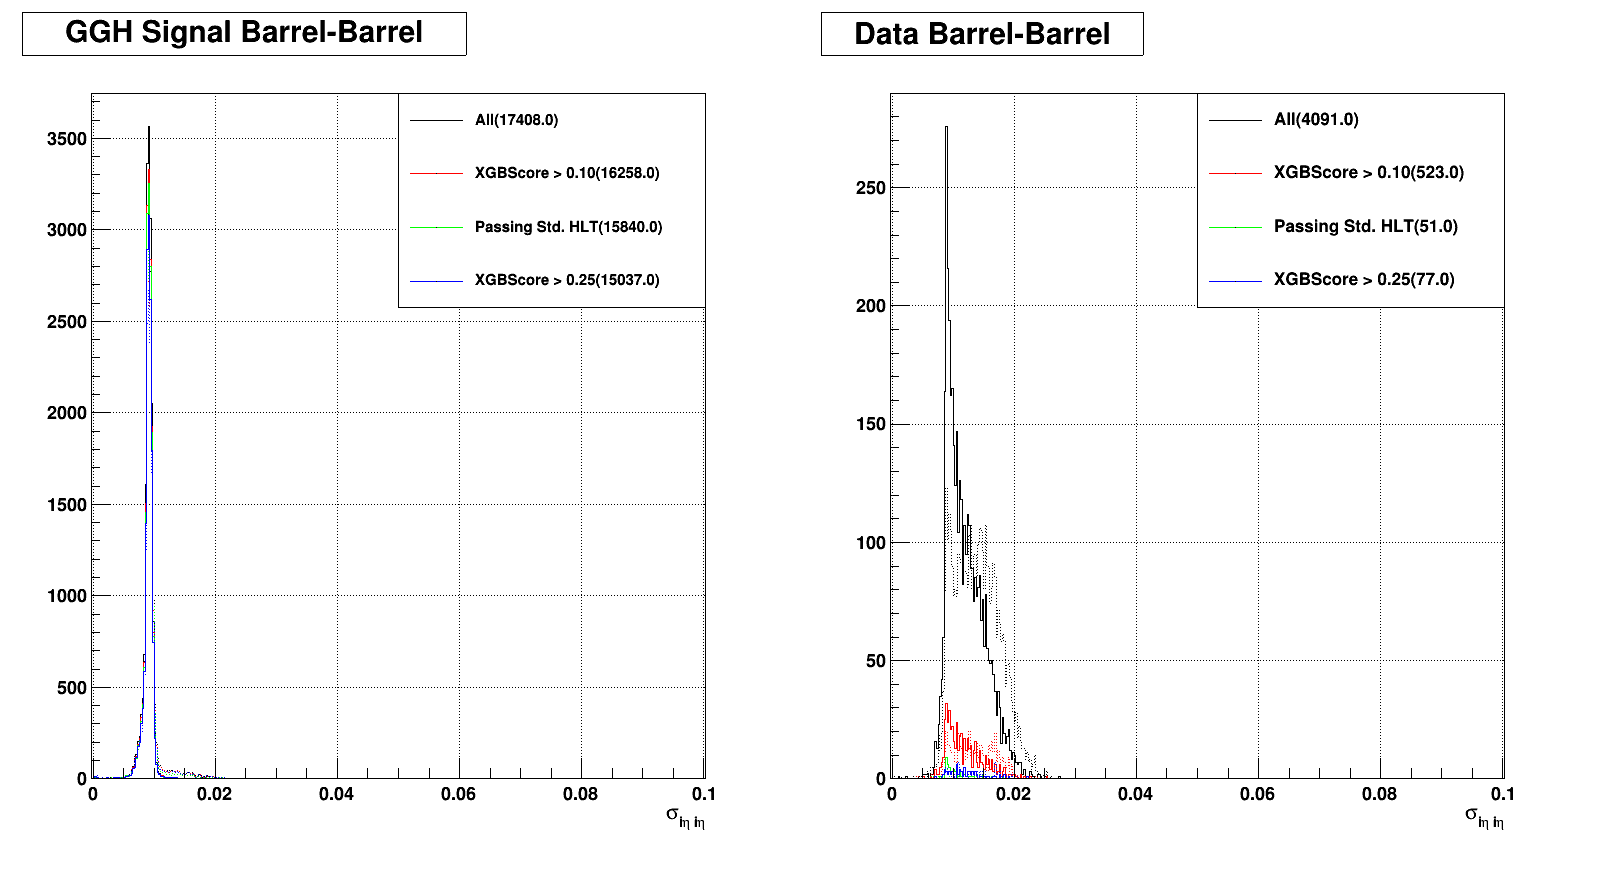 GGH Signal Barrel-Barrel
All(17408.0)
XGBScore > 0.10(16258.0)
Passing Std. HLT(15840.0)
XGBScore > 0.25(15037.0)
3500
3000
2500
2000
1500
1000
500
0
0 0.02 0.04 0.06 0.08 0.1
σiη iη
Data Barrel-Barrel
All(4091.0)
XGBScore > 0.10(523.0)
Passing Std. HLT(51.0)
XGBScore > 0.25(77.0)
250
200
150
100
50
0
0 0.02 0.04 0.06 0.08 0.1
σiη iη